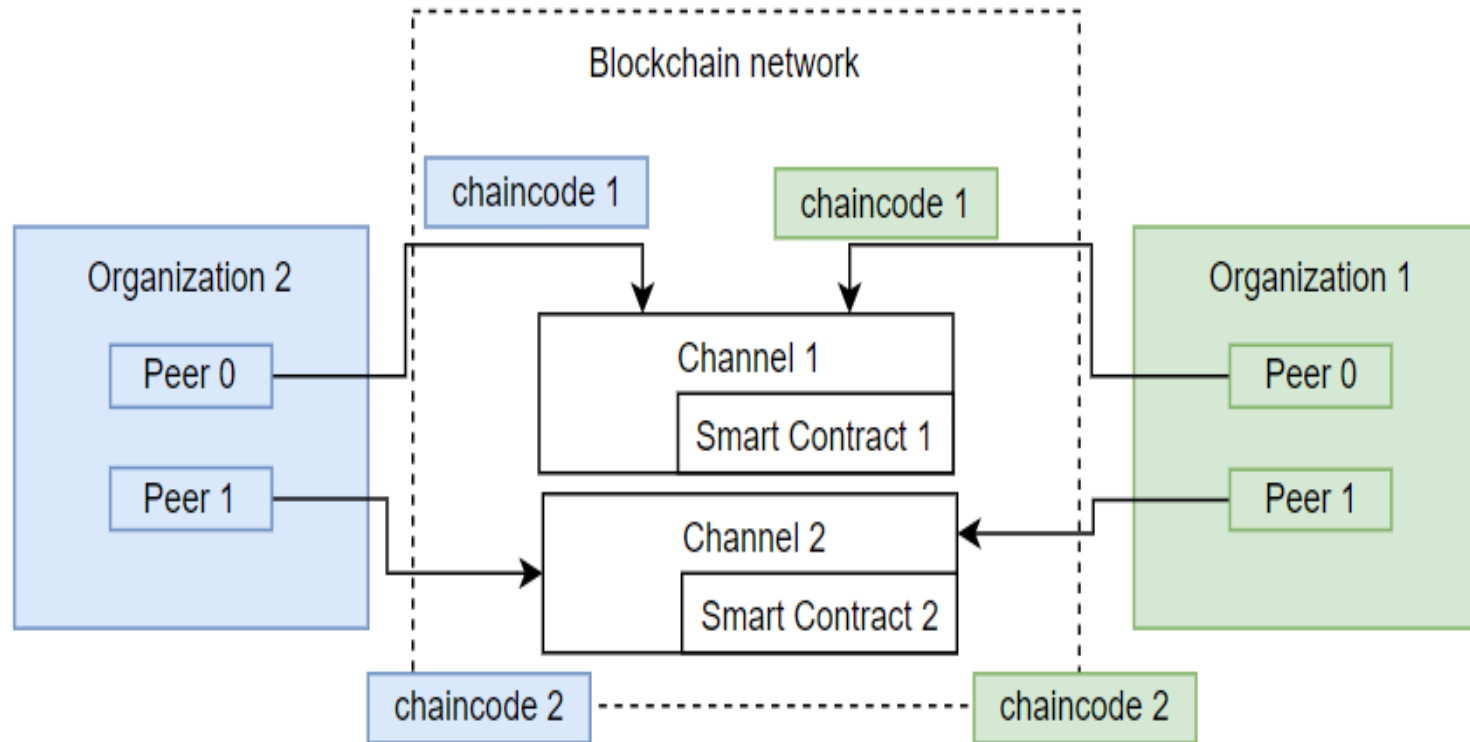 Blockchain network
chaincode 1
chaincode 1
Organization 2
Organization 1
Peer 0
Channel 1
Peer 0
Smart Contract 1
Peer 1
Peer 1
Channel 2
Smart Contract 2
chaincode 2
chaincode 2